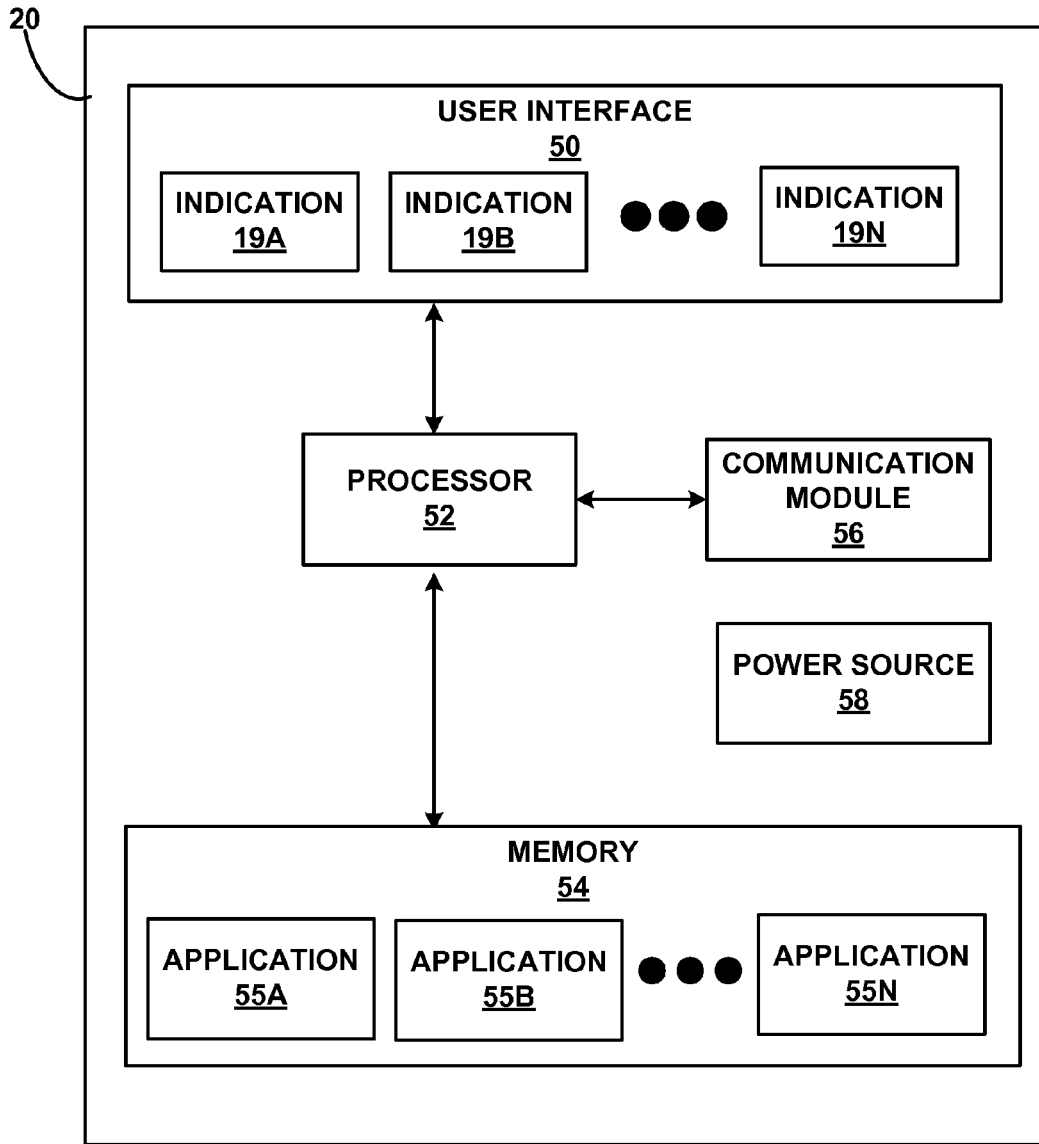 20
USER INTERFACE
50
INDICATION
19A
INDICATION
19B
INDICATION
19N
PROCESSOR
52
COMMUNICATION
MODULE
56
POWER SOURCE
58
MEMORY
54
APPLICATION
55A
APPLICATION
55B
APPLICATION
55N